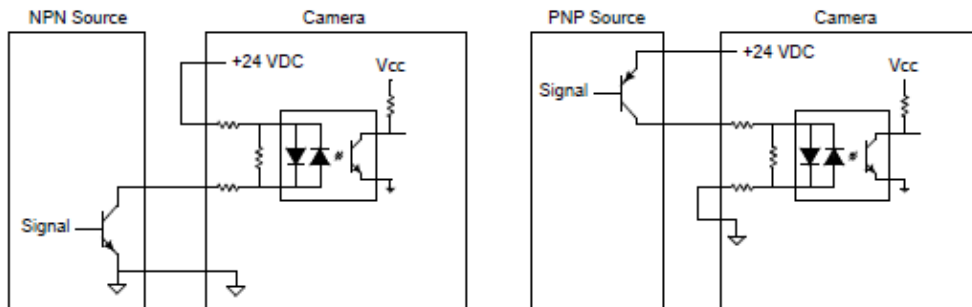 NPN Source
Camera
+24 VDC
Vcc
Signal
PNP Source
Camera
+24 VDC
Vcc
Signal